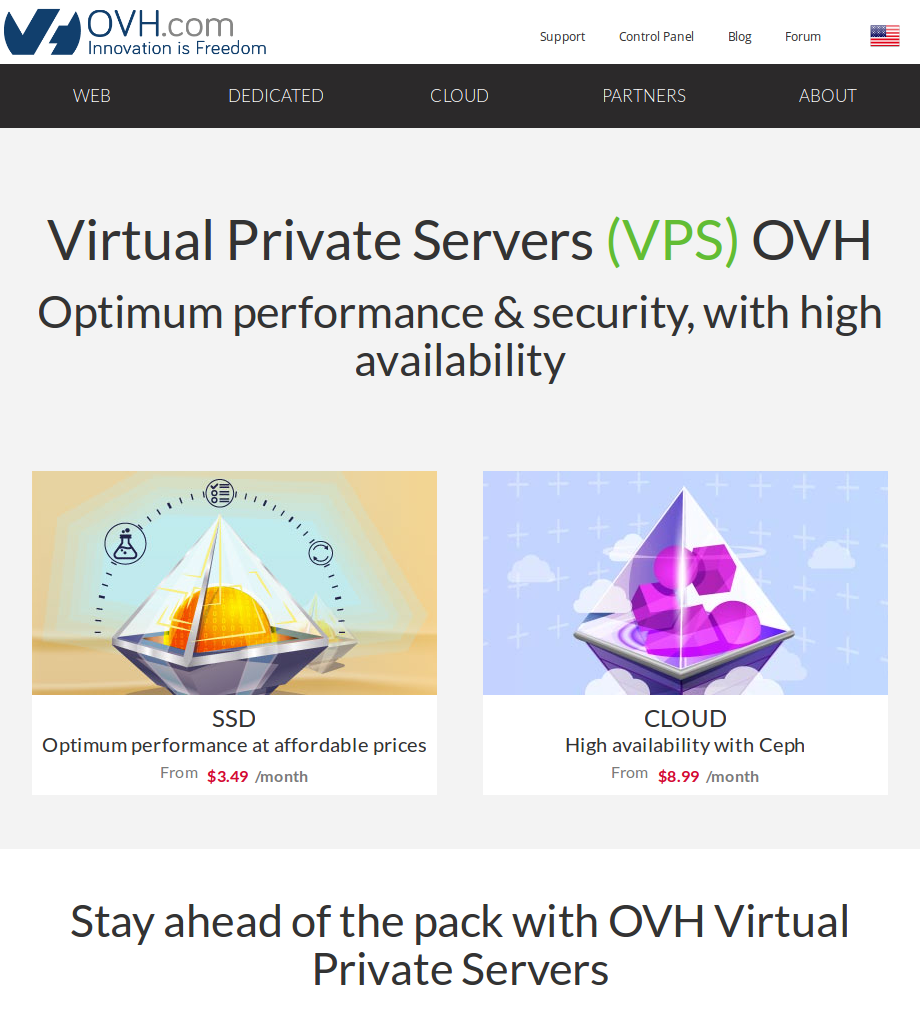 OVH.com
Innovation is Freedom
Support Control Panel Blog Forum
WEB DEDICATED CLOUD PARTNERS ABOUT
Virtual Private Servers (VPS) OVH
Optimum performance & security, with high
availability
SSD
Optimum performance at affordable prices
From $3.49 /month
CLOUD
High availability with Ceph
From $8.99 /month
Stay ahead of the pack with OVH Virtual
Private Servers